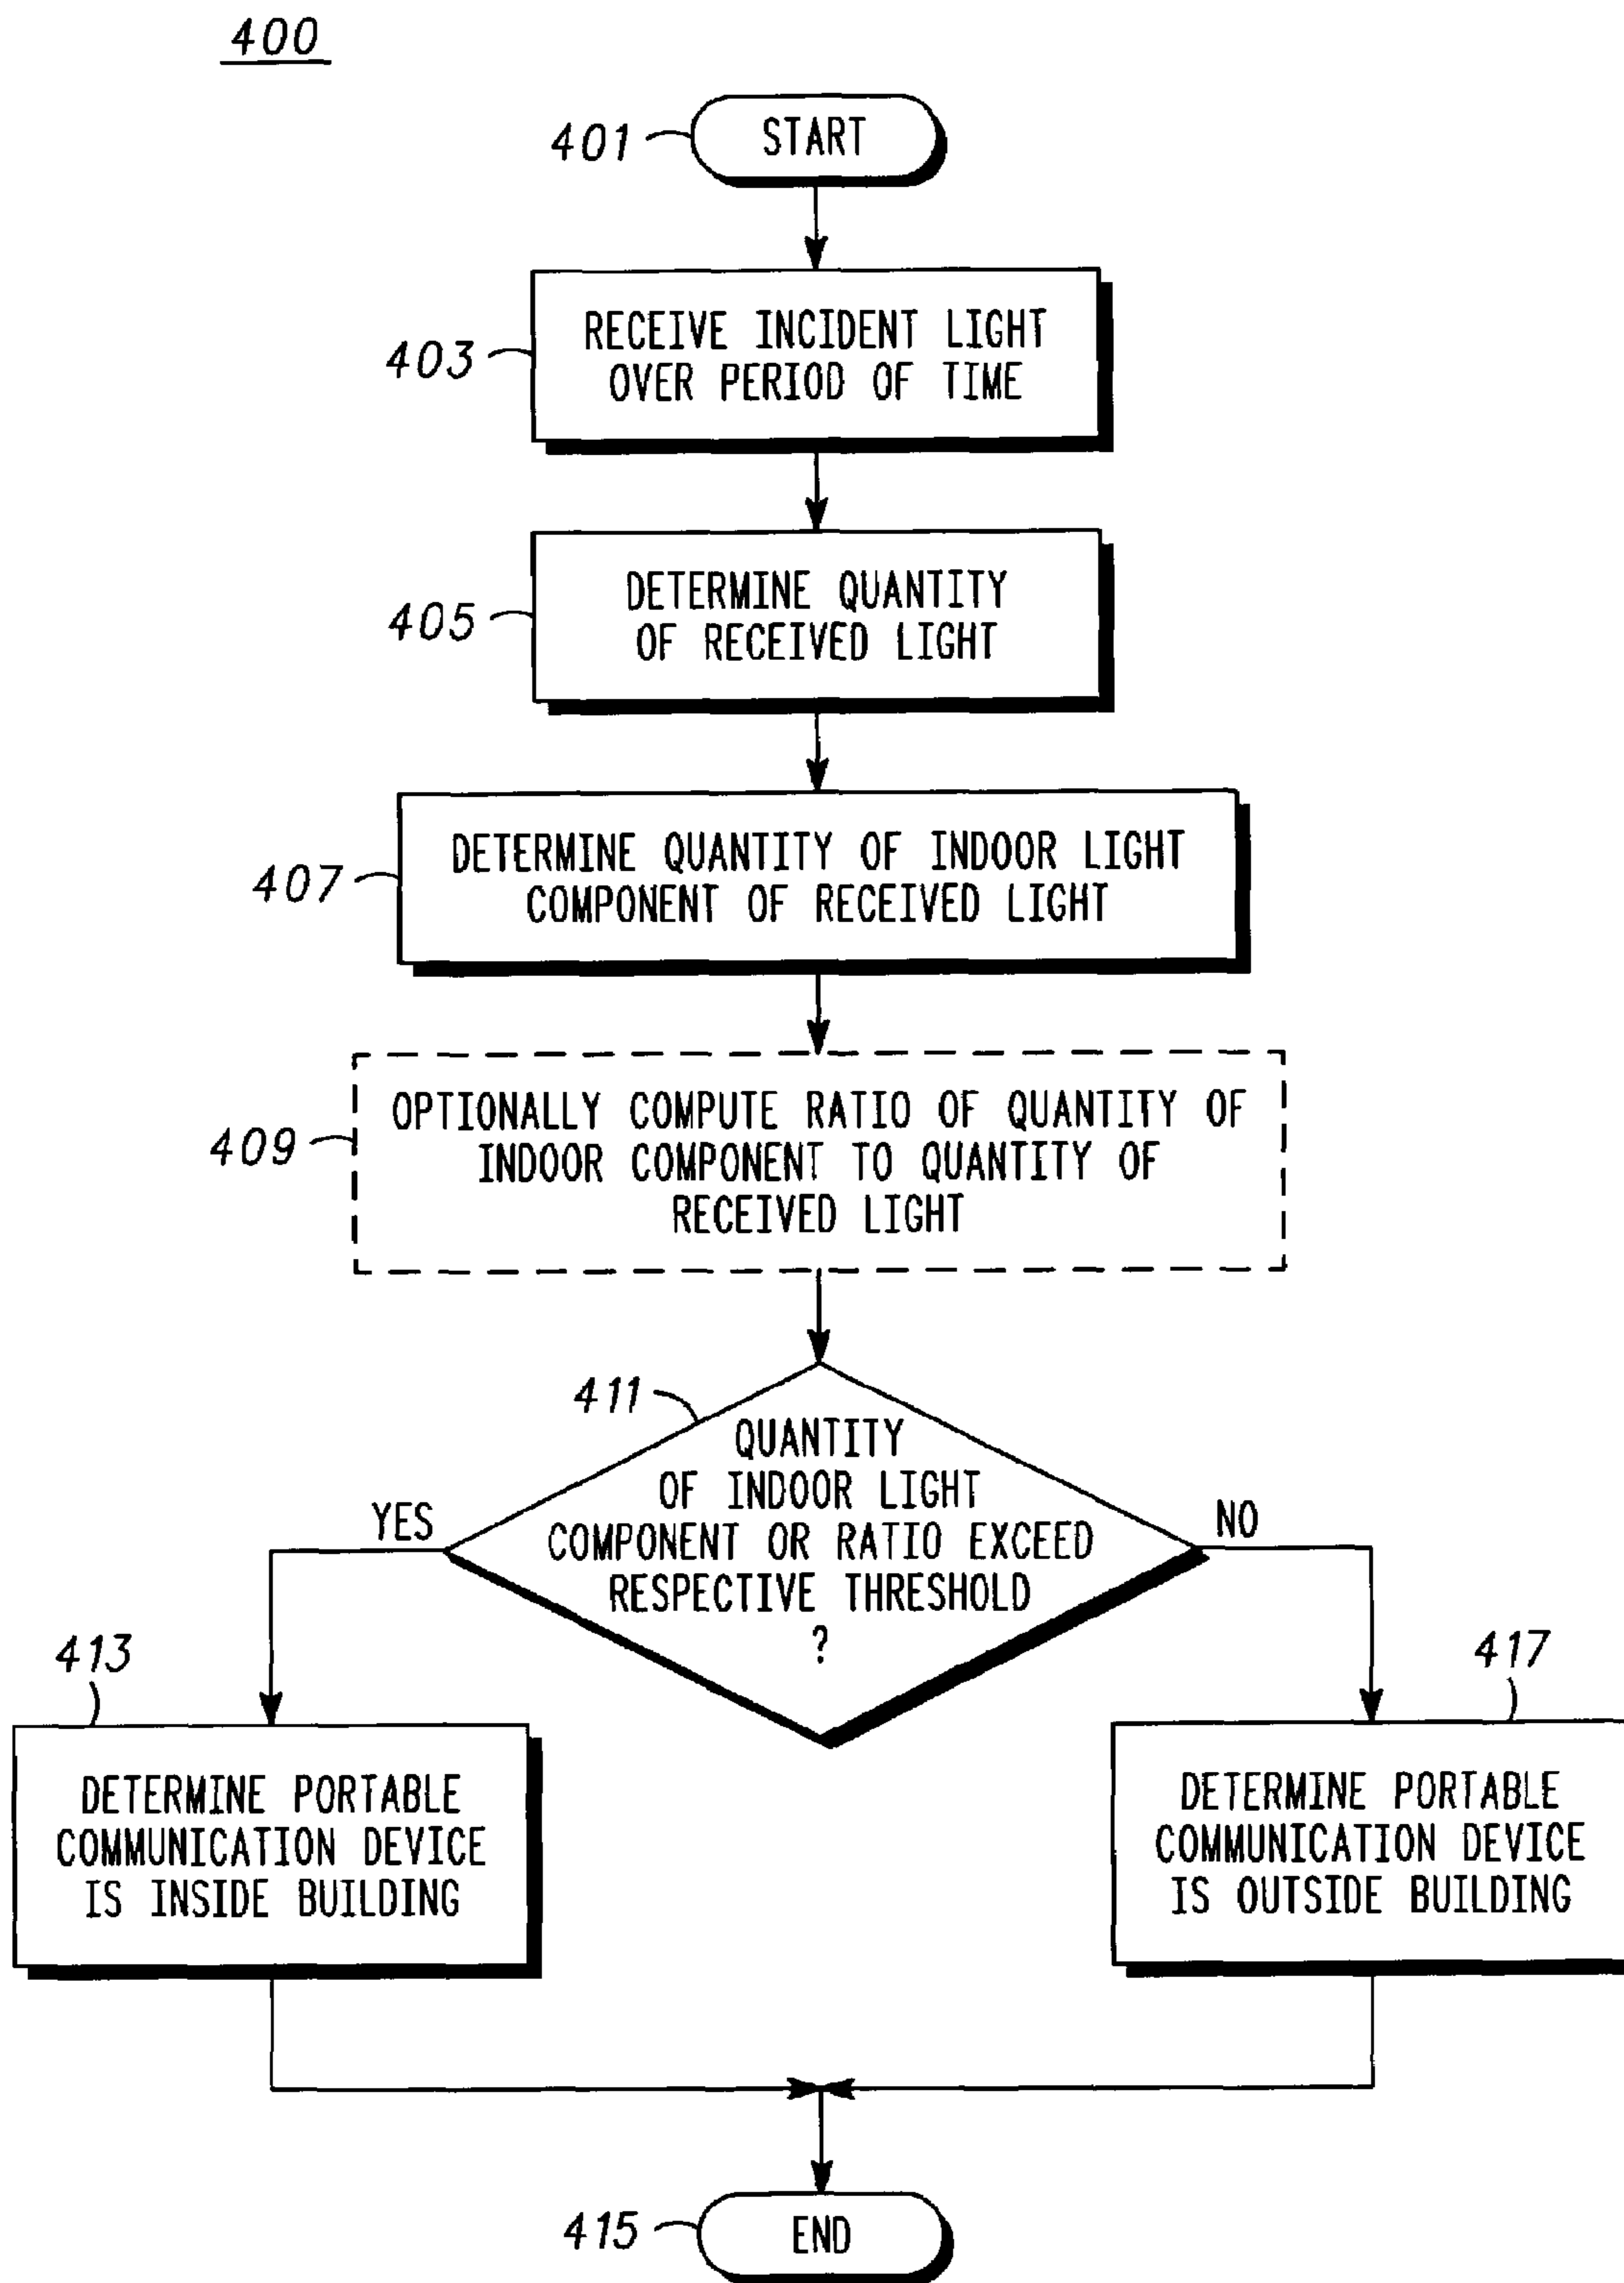 400
401
START
403
RECEIVE INCIDENT LIGHT
OVER PERIOD OF TIME
405
DETERMINE QUANTITY
OF RECEIVED LIGHT
407
DETERMINE QUANTITY OF INDOOR LIGHT
COMPONENT OF RECEIVED LIGHT
409
OPTIONALLY COMPUTE RATIO OF QUANTITY OF
INDOOR COMPONENT TO QUANTITY OF
RECEIVED LIGHT
411
QUANTITY
OF INDOOR LIGHT
COMPONENT OR RATIO EXCEED
RESPECTIVE THRESHOLD
?
YES
NO
413
DETERMINE PORTABLE
COMMUNICATION DEVICE
IS INSIDE BUILDING
417
DETERMINE PORTABLE
COMMUNICATION DEVICE
IS OUTSIDE BUILDING
415
END